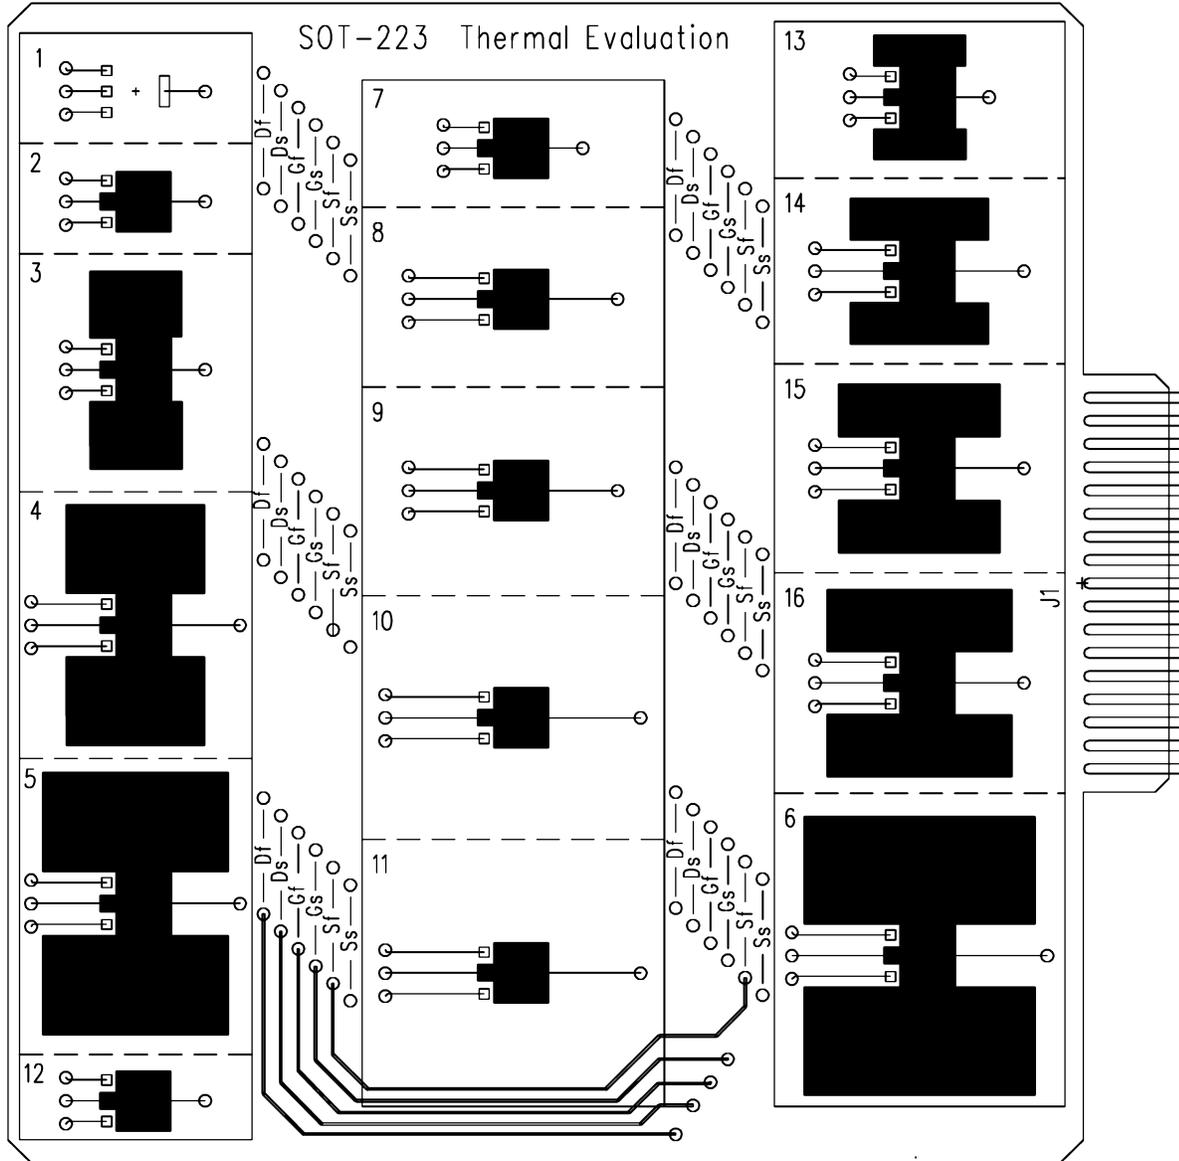 SOT-223 Thermal Evaluation
1
2
3
4
5
12
Df
Ds
Gf
Gs
Sf
Ss
Df
Ds
Gf
Gs
Sf
Ss
Df
Ds
Gf
Gs
Sf
Ss
7
8
9
10
11
Df
Ds
Gf
Gs
Sf
Ss
Df
Ds
Gf
Gs
Sf
Ss
Df
Ds
Gf
Gs
Sf
Ss
13
14
15
16
6
J1